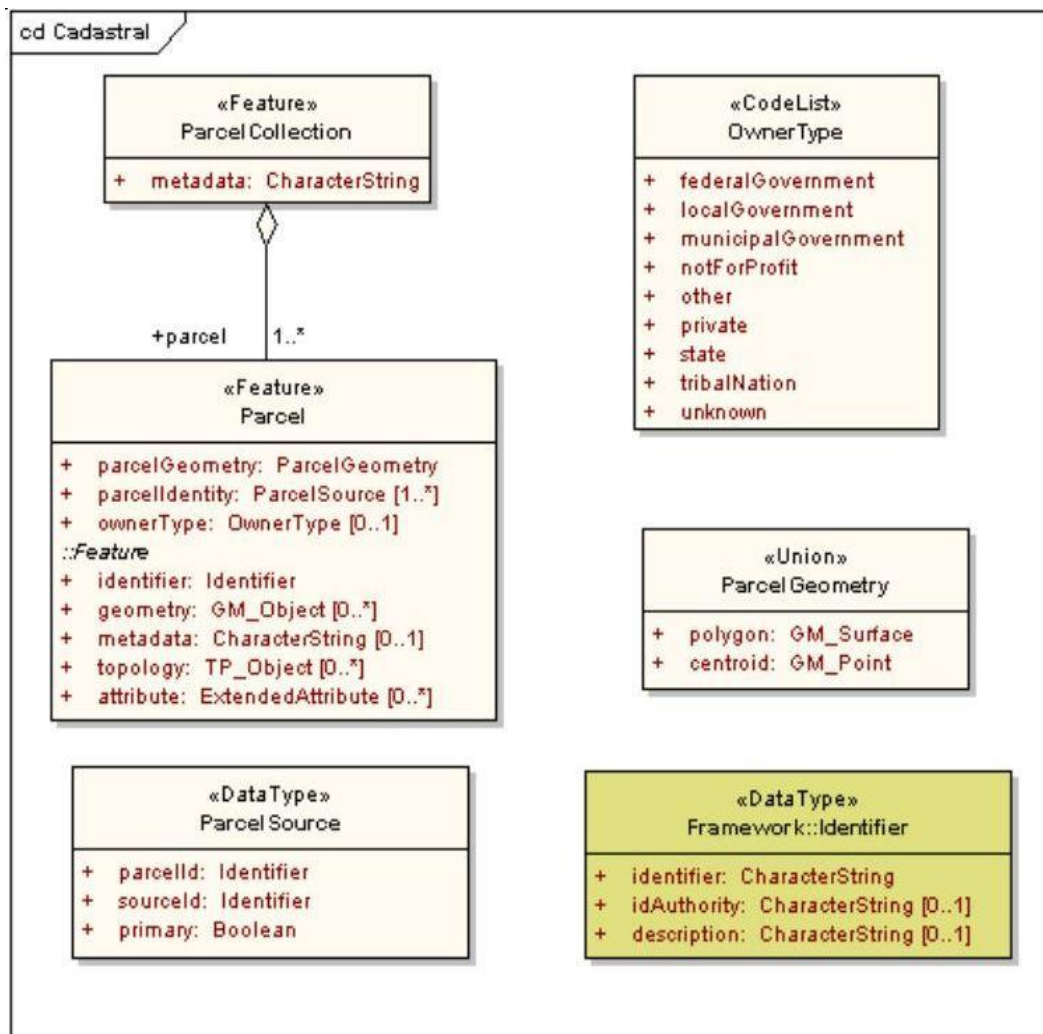 cd Cadastral
«Feature»
ParcelCollection
+ metadata: CharacterString
+parcel 1..*
«Feature»
Parcel
+ parcelGeometry: ParcelGeometry
+ parcelIdentity: ParcelSource [1..*]
+ ownerType: OwnerType [0..1]
::Feature
+ identifier: Identifier
+ geometry: GM_Object [0..*]
+ metadata: CharacterString [0..1]
+ topology: TP_Object [0..*]
+ attribute: ExtendedAttribute [0..*]
«DataType»
ParcelSource
+ parcelId: Identifier
+ sourceId: Identifier
+ primary: Boolean
«CodeList»
OwnerType
+ federalGovernment
+ localGovernment
+ municipalGovernment
+ notForProfit
+ other
+ private
+ state
+ tribalNation
+ unknown
«Union»
ParcelGeometry
+ polygon: GM_Surface
+ centroid: GM_Point
«DataType»
Framework::Identifier
+ identifier: CharacterString
+ idAuthority: CharacterString [0..1]
+ description: CharacterString [0..1]